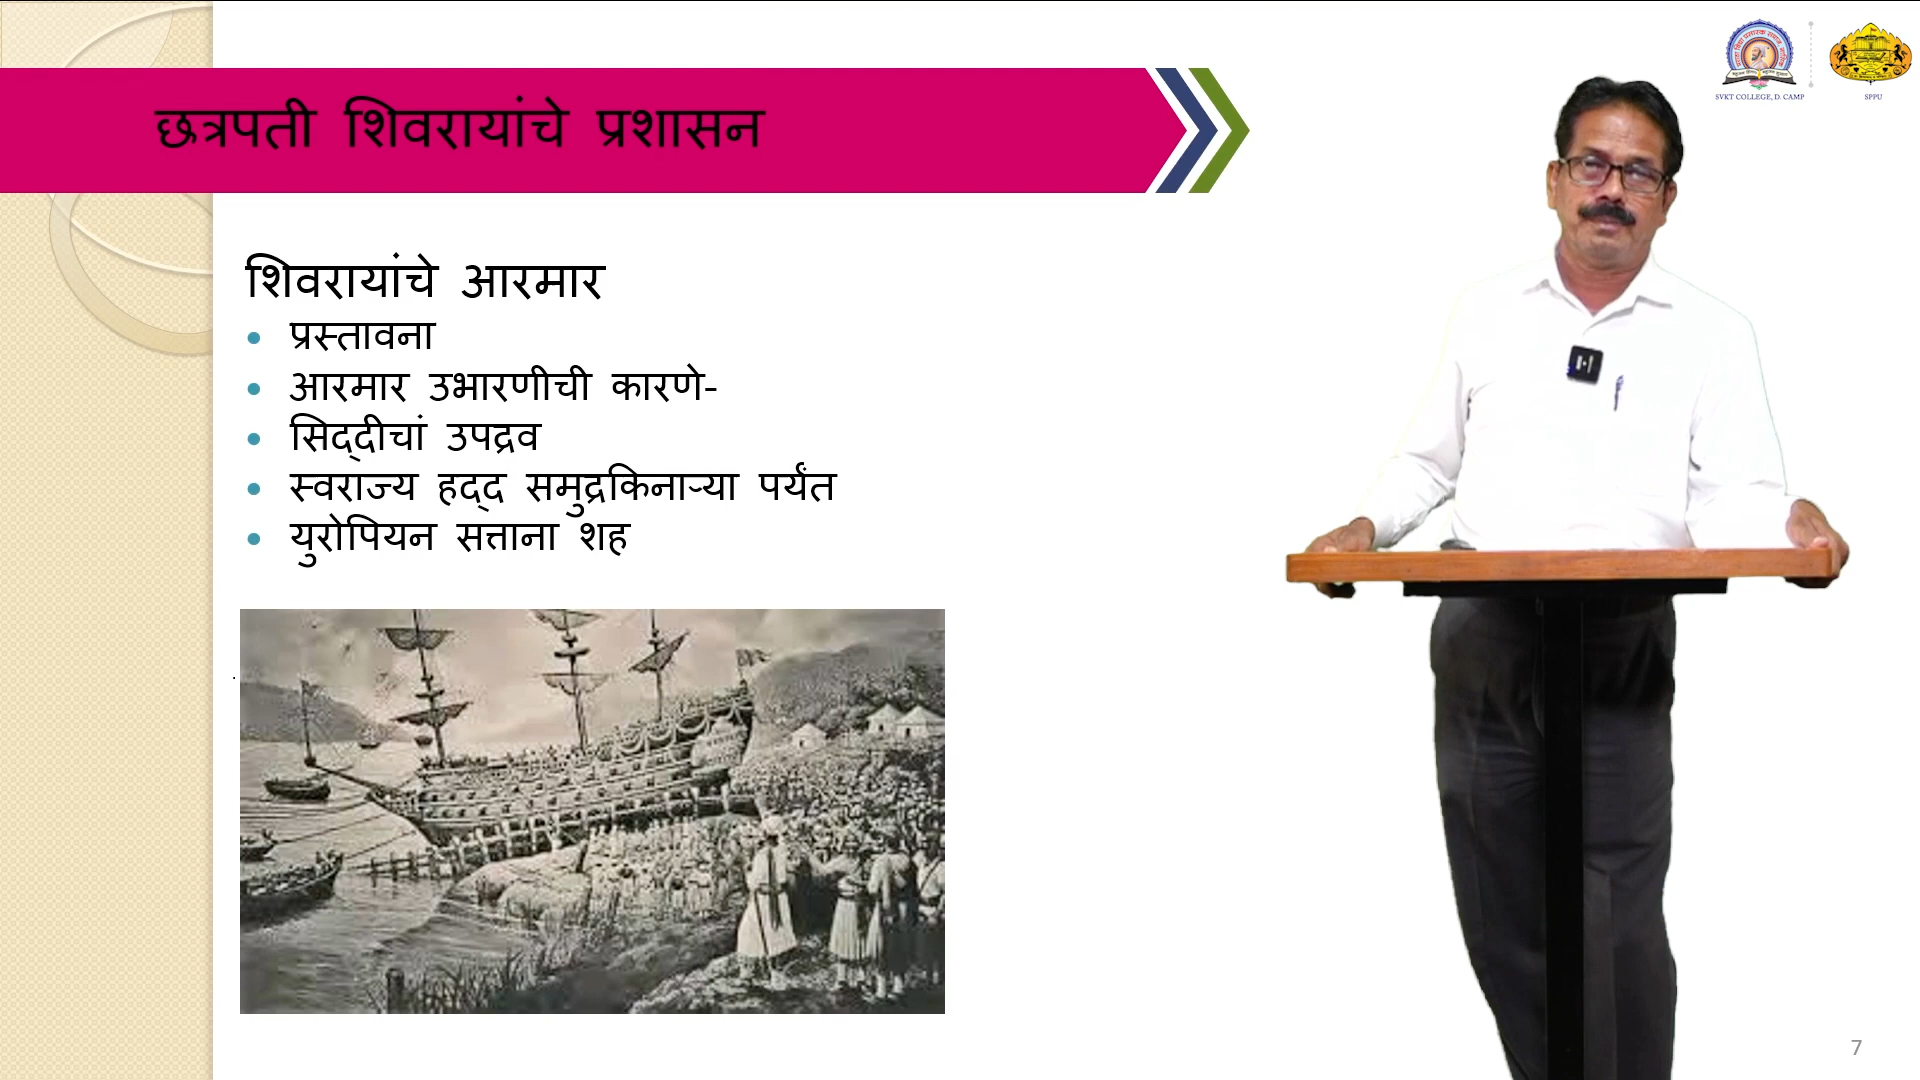 छत्रपती शिवरायांचे प्रशासन
SVKT COLLEGE, D. CAMP
SPPU
शिवरायांचे आरमार
• प्रस्तावना
• आरमार उभारणीची कारणे-
• सिद्दीचां उपद्रव
• स्वराज्य हद्द समुद्रकिनाऱ्या पर्यंत
• युरोपियन सत्ताना शह
7